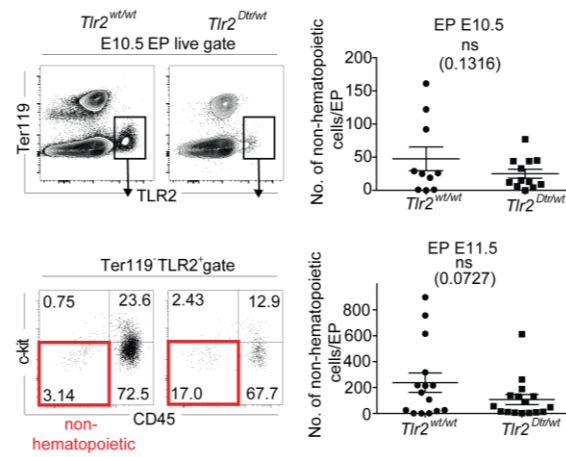 Tlr2wt/wt Tlr2Dtr/wt
E10.5 EP live gate
Ter119
TLR2
Ter119-TLR2+gate
0.75 23.6 2.43 12.9
c-kit
3.14 72.5 17.0 67.7
CD45
non-
hematopoietic
EP E10.5
ns
(0.1316)
No. of non-hematopoietic
cells/EP
200
150
100
50
0
Tlr2wt/wt Tlr2Dtr/wt
EP E11.5
ns
(0.0727)
No. of non-hematopoietic
cells/EP
800
600
400
200
0
Tlr2wt/wt Tlr2Dtr/wt